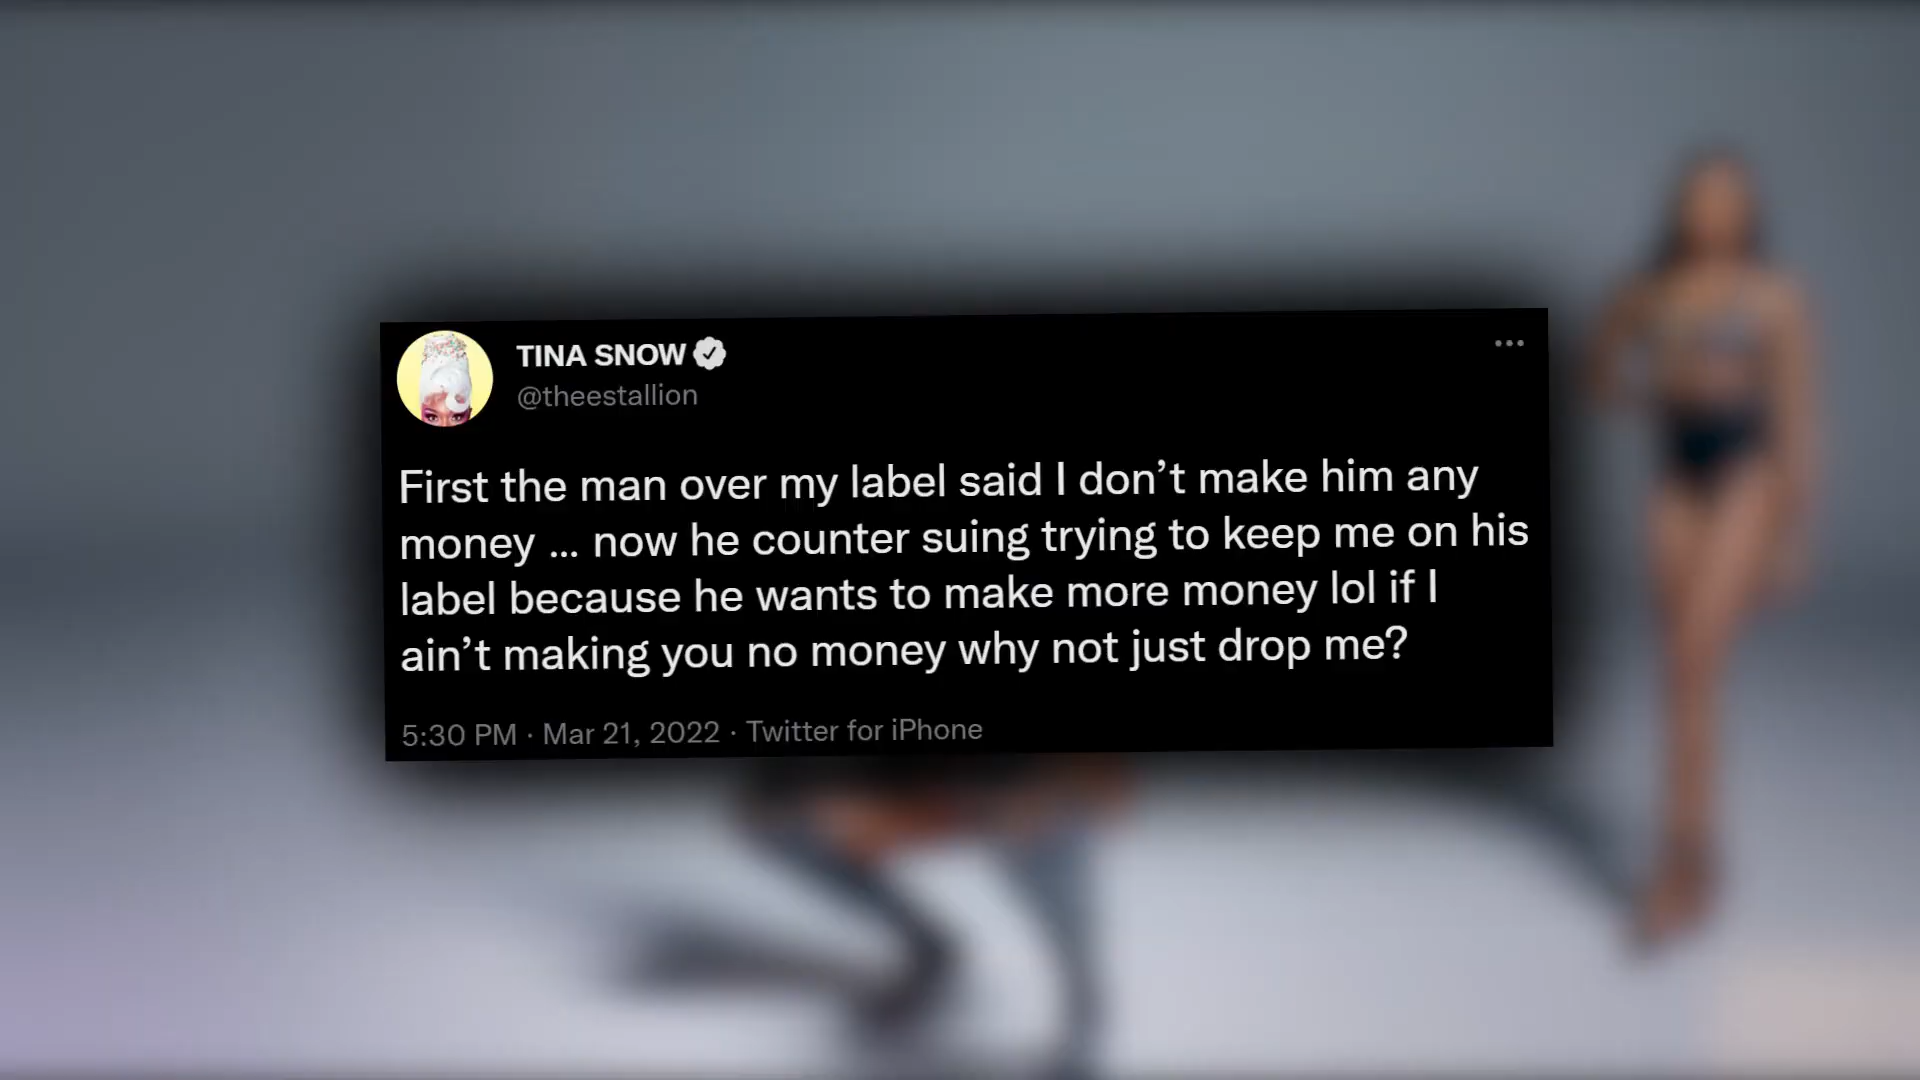 TINA SNOW
@theestallion
First the man over my label said I don’t make him any
money ... now he counter suing trying to keep me on his
label because he wants to make more money lol if I
ain’t making you no money why not just drop me?
5:30 PM · Mar 21, 2022 · Twitter for iPhone